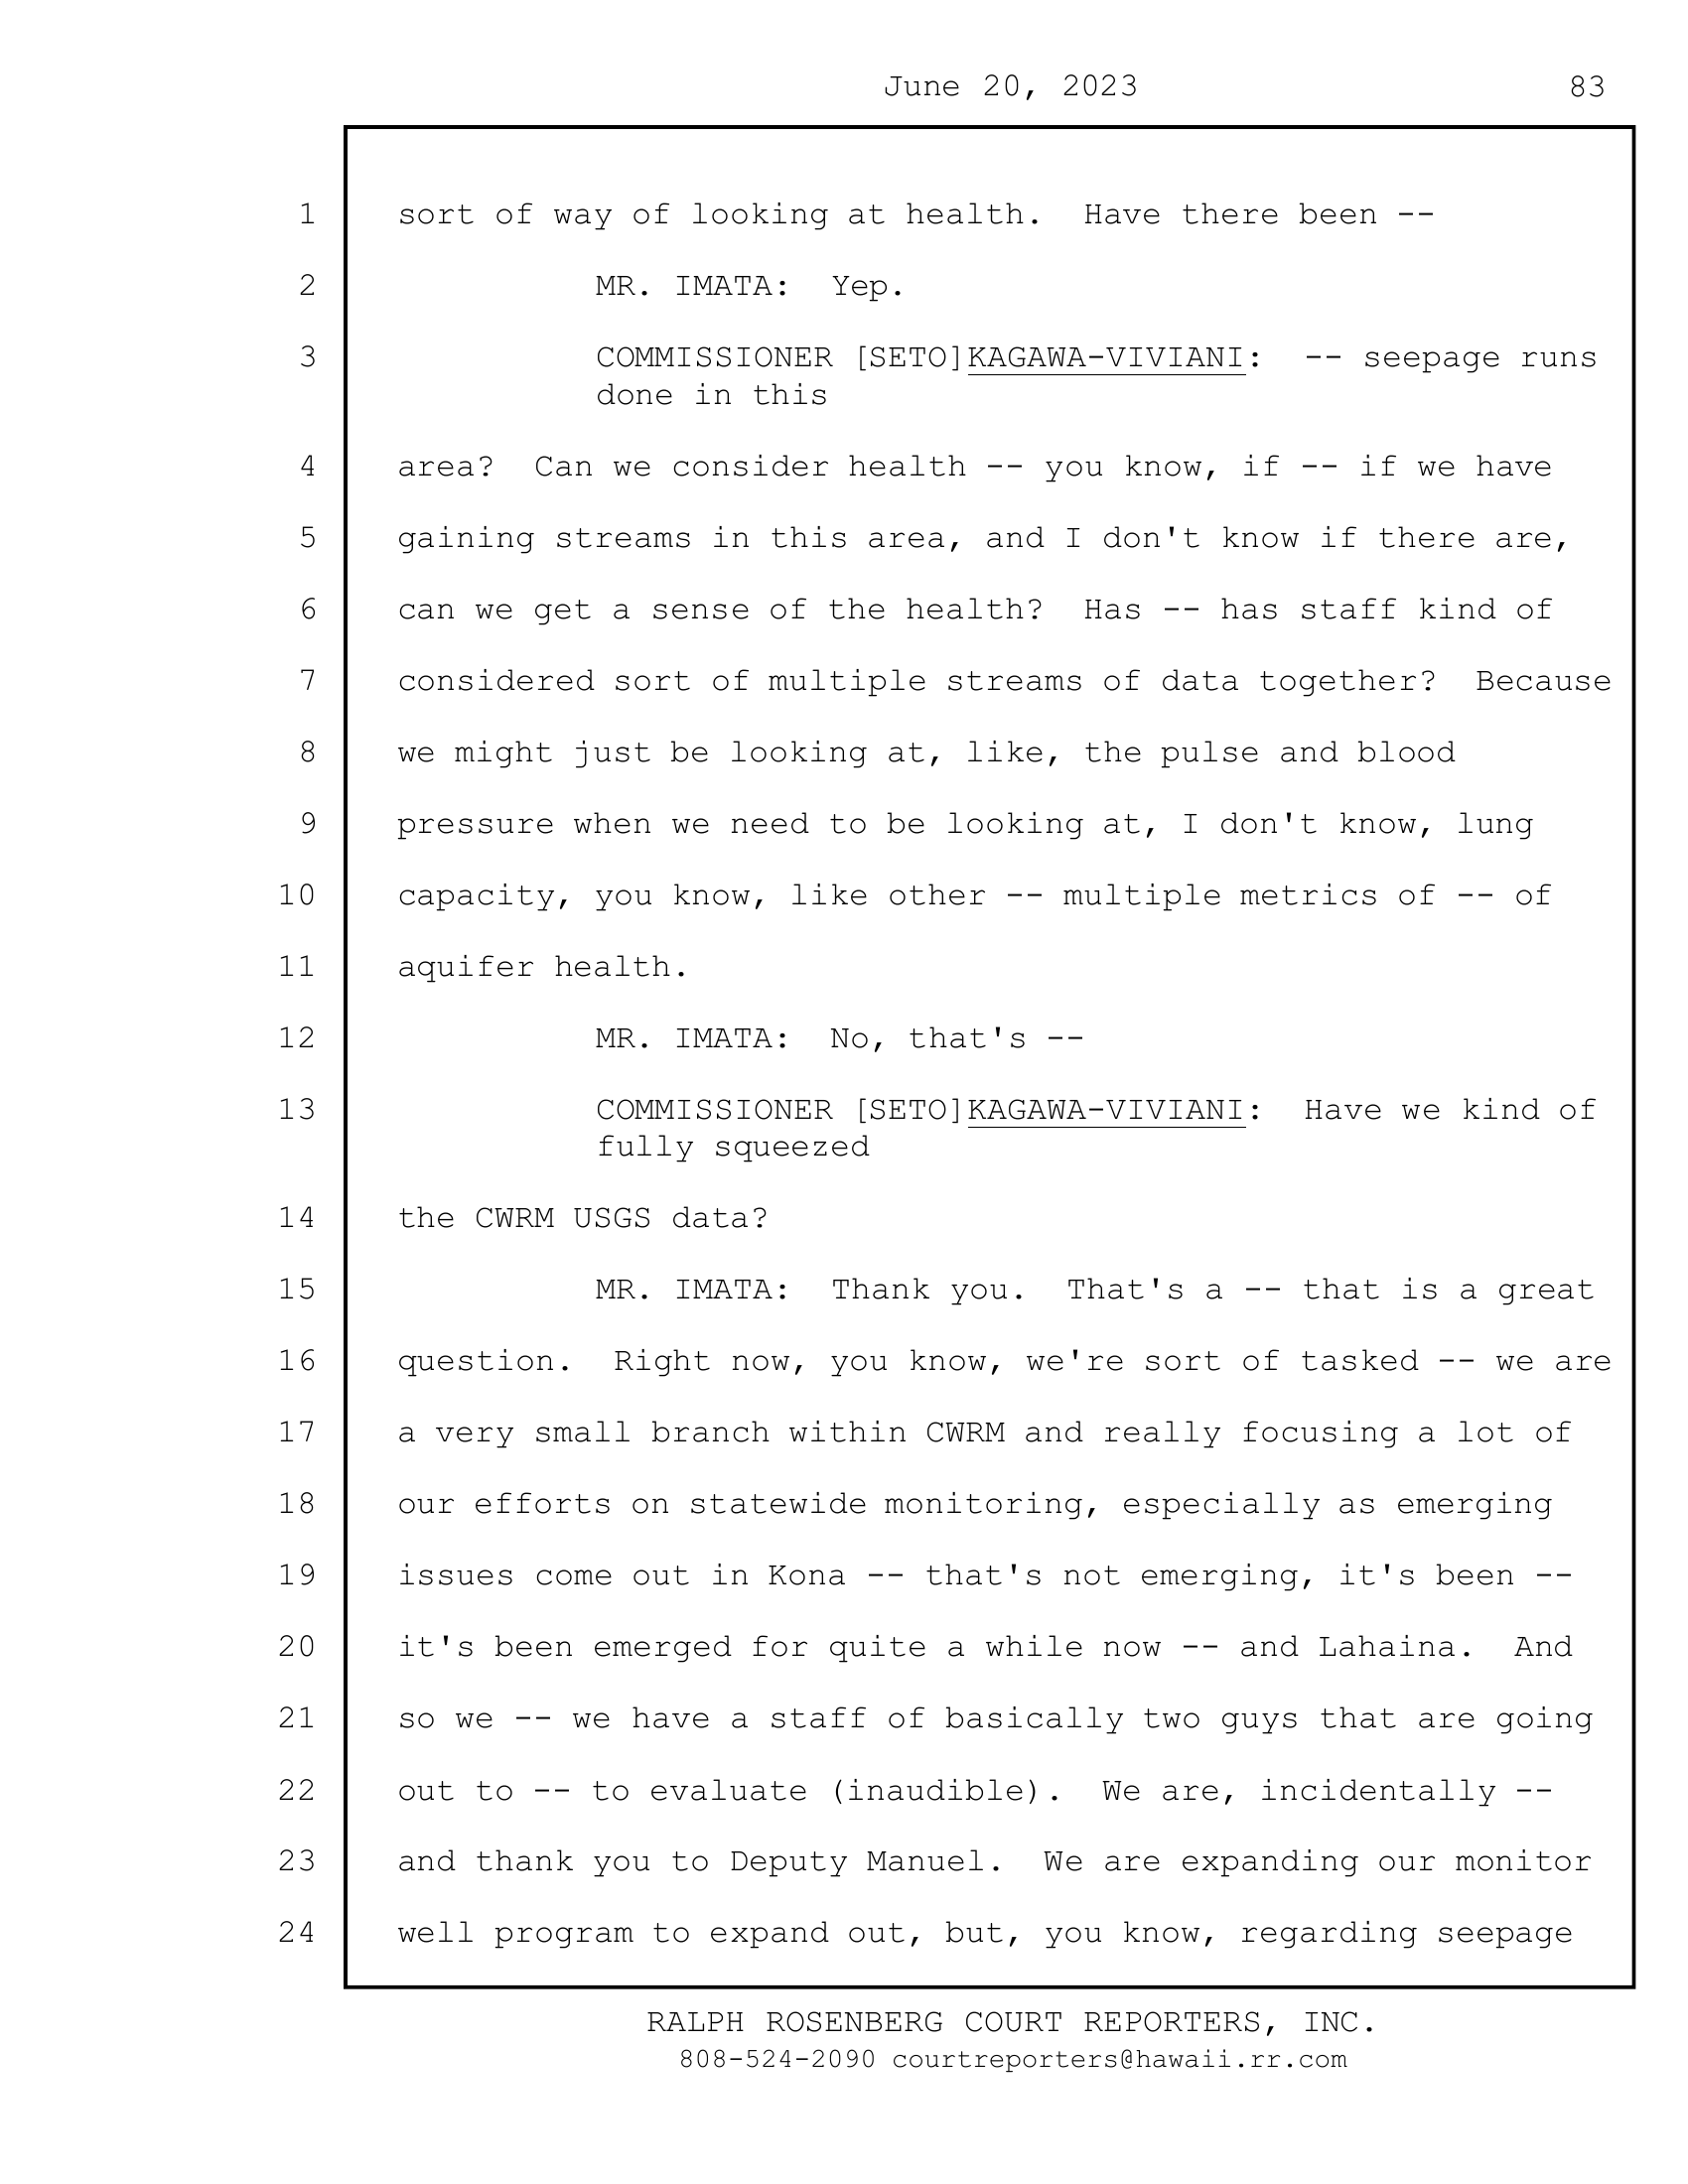 June 20, 2023 83
1 sort of way of looking at health.  Have there been --
2 MR. IMATA:  Yep.
3 COMMISSIONER [SETO]KAGAWA-VIVIANI:  -- seepage runs
done in this
4 area?  Can we consider health -- you know, if -- if we have
5 gaining streams in this area, and I don't know if there are,
6 can we get a sense of the health?  Has -- has staff kind of
7 considered sort of multiple streams of data together?  Because
8 we might just be looking at, like, the pulse and blood
9 pressure when we need to be looking at, I don't know, lung
10 capacity, you know, like other -- multiple metrics of -- of
11 aquifer health.
12 MR. IMATA:  No, that's --
13 COMMISSIONER [SETO]KAGAWA-VIVIANI:  Have we kind of
fully squeezed
14 the CWRM USGS data?
15 MR. IMATA:  Thank you.  That's a -- that is a great
16 question.  Right now, you know, we're sort of tasked -- we are
17 a very small branch within CWRM and really focusing a lot of
18 our efforts on statewide monitoring, especially as emerging
19 issues come out in Kona -- that's not emerging, it's been --
20 it's been emerged for quite a while now -- and Lahaina.  And
21 so we -- we have a staff of basically two guys that are going
22 out to -- to evaluate (inaudible).  We are, incidentally --
23 and thank you to Deputy Manuel.  We are expanding our monitor
24 well program to expand out, but, you know, regarding seepage
RALPH ROSENBERG COURT REPORTERS, INC.
808-524-2090 courtreporters@hawaii.rr.com